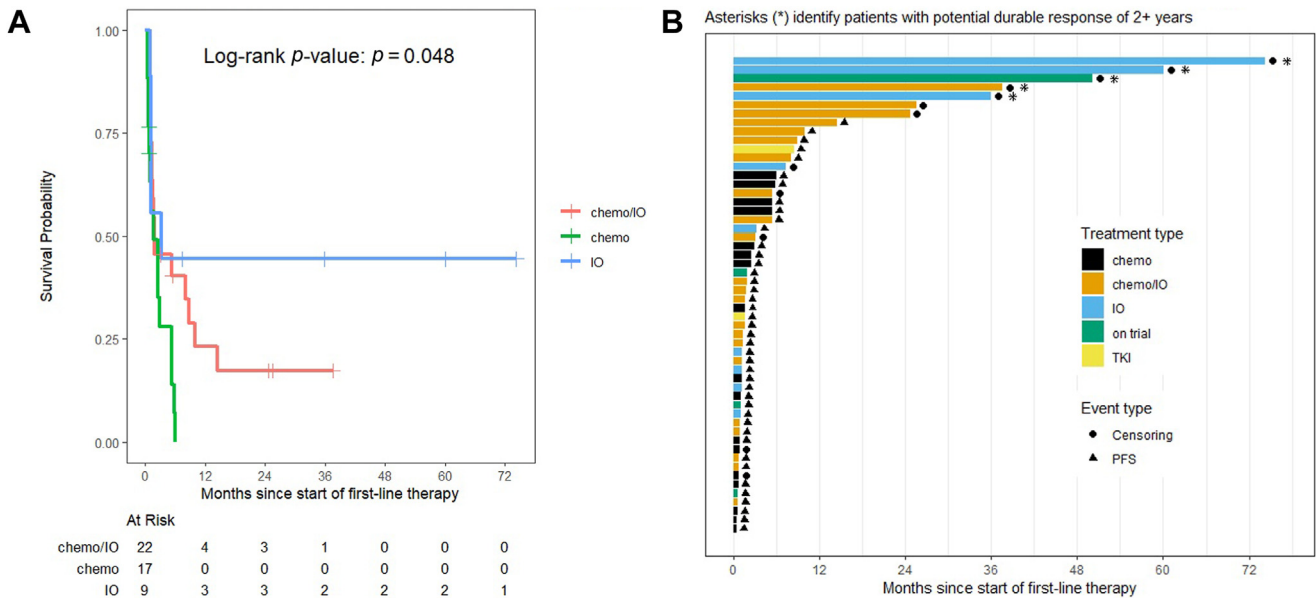 A
Log-rank p-value: p = 0.048
1.00
0.75
0.50
0.25
0.00
Survival Probability
0 12 24 36 48 60 72
Months since start of first-line therapy
chemo/IO
chemo
IO
At Risk
chemo/IO 22 4 3 1 0 0 0
chemo 17 0 0 0 0 0 0
IO 9 3 3 2 2 2 1
B
Asterisks (*) identify patients with potential durable response of 2+ years
Treatment type
chemo
chemo/IO
IO
on trial
TKI
Event type
Censoring
PFS
0 12 24 36 48 60 72
Months since start of first-line therapy